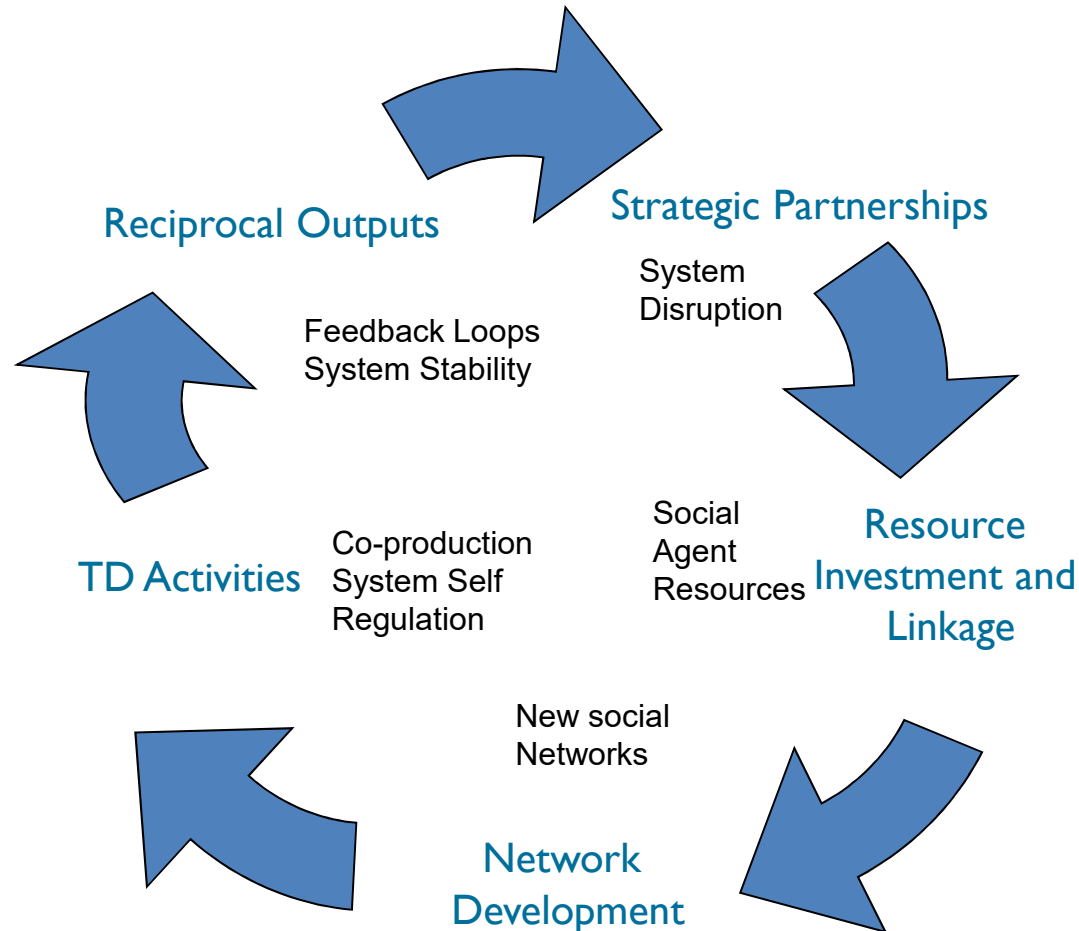 Reciprocal Outputs
Strategic Partnerships
System
Disruption
Feedback Loops
System Stability
Social
Agent
Resources
Resource
Investment and
Linkage
Co-production
System Self
Regulation
TD Activities
New social
Networks
Network
Development